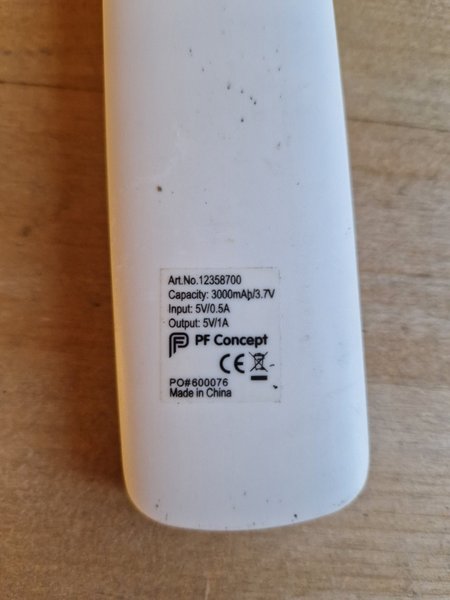 Art.No.12358700
Capacity: 3000mAh/3.7V
Input: 5V/0.5A
Output: 5V/1A
PF Concept
CE
PO#600076
Made in China